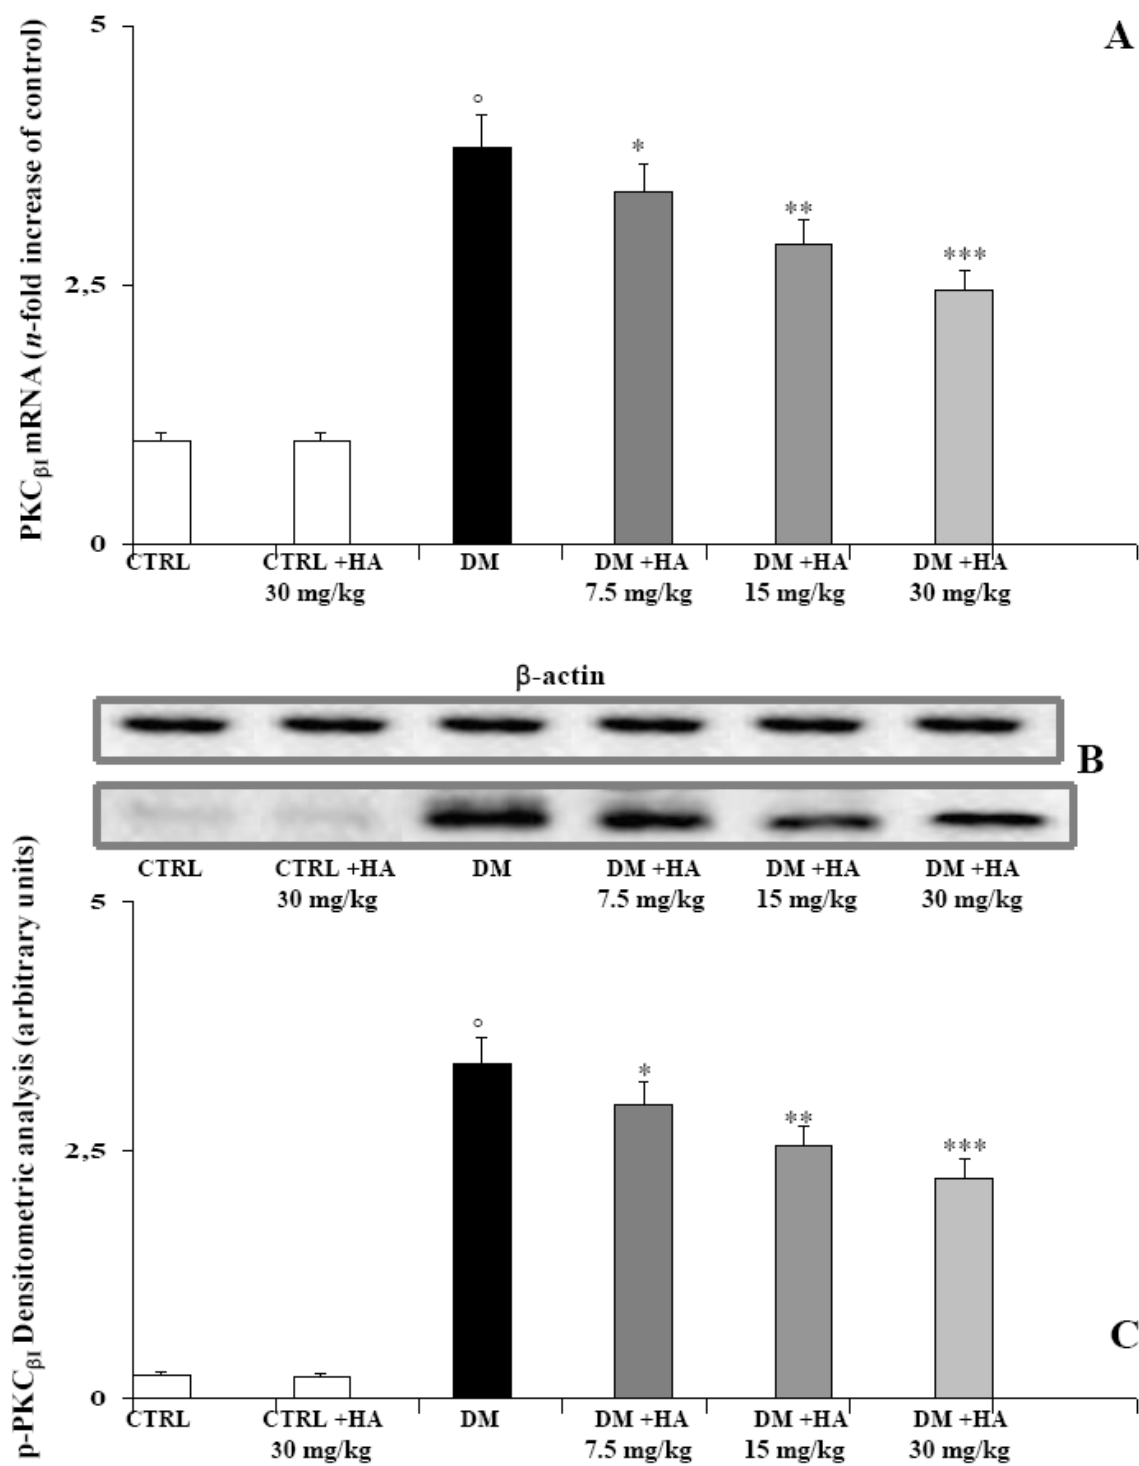 A
PKCβI mRNA (n-fold increase of control)
5
2,5
0
° * ** ***
CTRL CTRL +HA DM DM +HA DM +HA DM +HA
30 mg/kg 7.5 mg/kg 15 mg/kg 30 mg/kg
β-actin
B
CTRL CTRL +HA DM DM +HA DM +HA DM +HA
30 mg/kg 7.5 mg/kg 15 mg/kg 30 mg/kg
p-PKCβI Densitometric analysis (arbitrary units)
5
2,5
0
° * ** ***
C
CTRL CTRL +HA DM DM +HA DM +HA DM +HA
30 mg/kg 7.5 mg/kg 15 mg/kg 30 mg/kg